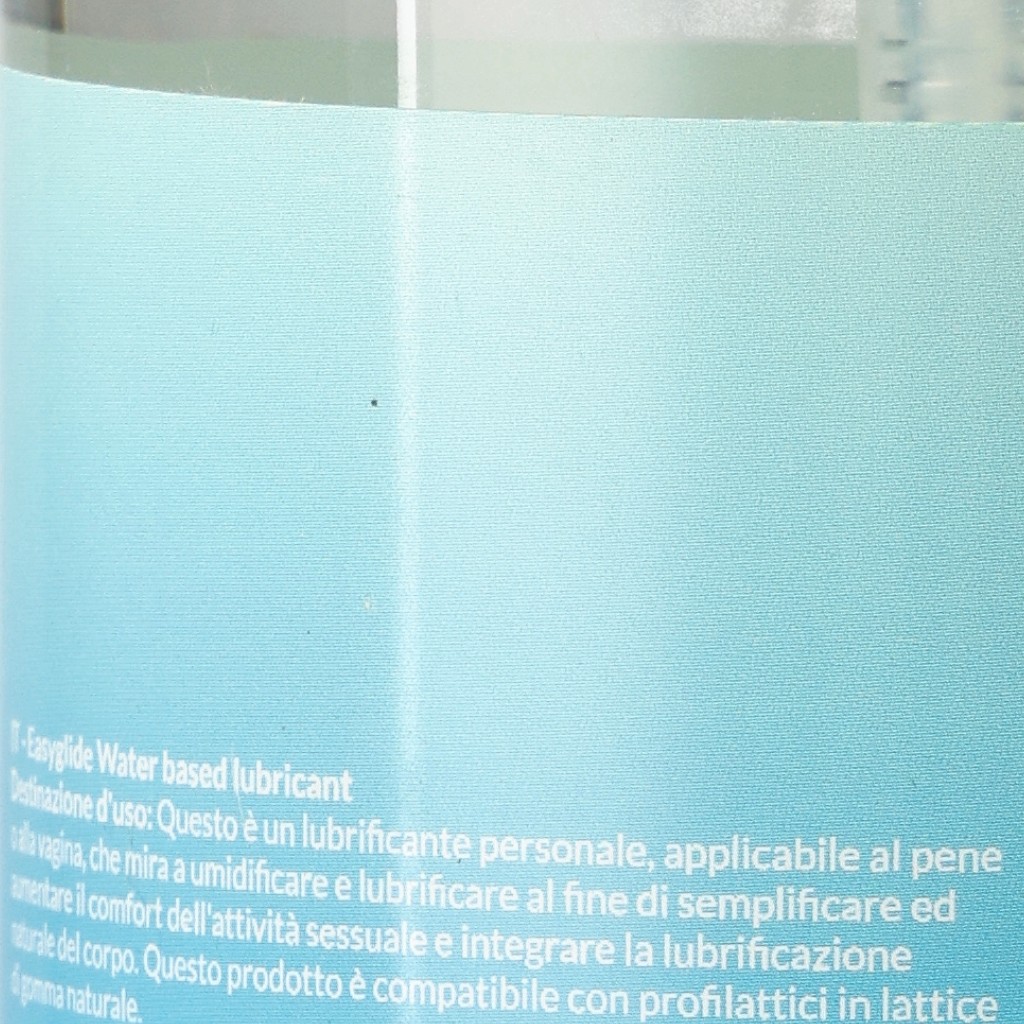 IT - Easyglide Water based lubricant
Destinazione d'uso: Questo è un lubrificante personale, applicabile al pene
o alla vagina, che mira a umidificare e lubrificare al fine di semplificare ed
aumentare il comfort dell'attività sessuale e integrare la lubrificazione
naturale del corpo. Questo prodotto è compatibile con profilattici in lattice
di gomma naturale.